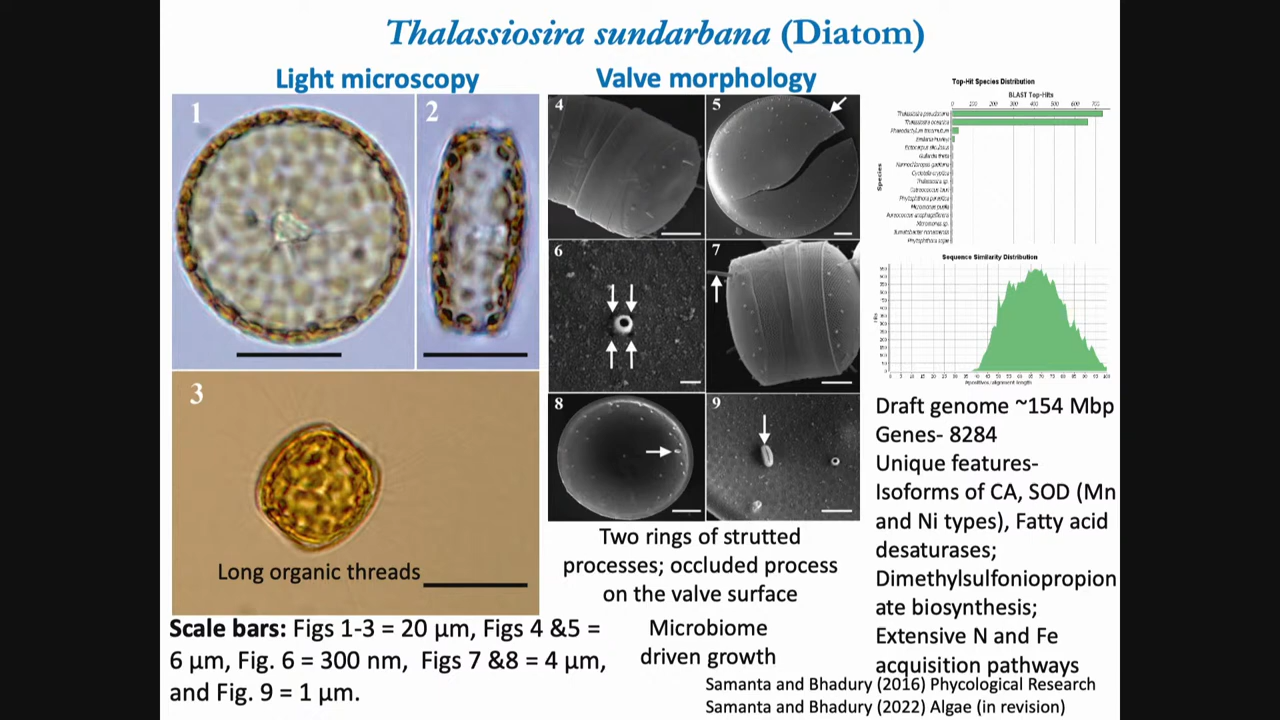 Thalassiosira sundarbana (Diatom)
Light microscopy
Valve morphology
1
2
3
Long organic threads
4
5
6
7
8
9
Two rings of strutted
processes; occluded process
on the valve surface
Microbiome
driven growth
Scale bars: Figs 1-3 = 20 µm, Figs 4 &5 =
6 µm, Fig. 6 = 300 nm, Figs 7 &8 = 4 µm,
and Fig. 9 = 1 µm.
Top-Hit Species Distribution
BLAST Top-Hits
Species
Sequence Similarity Distribution
Draft genome ~154 Mbp
Genes- 8284
Unique features-
Isoforms of CA, SOD (Mn
and Ni types), Fatty acid
desaturases;
Dimethylsulfoniopropion
ate biosynthesis;
Extensive N and Fe
acquisition pathways
Samanta and Bhadury (2016) Phycological Research
Samanta and Bhadury (2022) Algae (in revision)